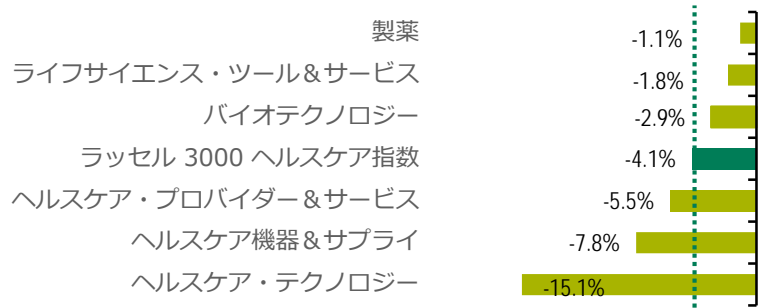 製薬 -1.1%
ライフサイエンス・ツール＆サービス -1.8%
バイオテクノロジー -2.9%
ラッセル 3000 ヘルスケア指数 -4.1%
ヘルスケア・プロバイダー＆サービス -5.5%
ヘルスケア機器＆サプライ -7.8%
ヘルスケア・テクノロジー -15.1%